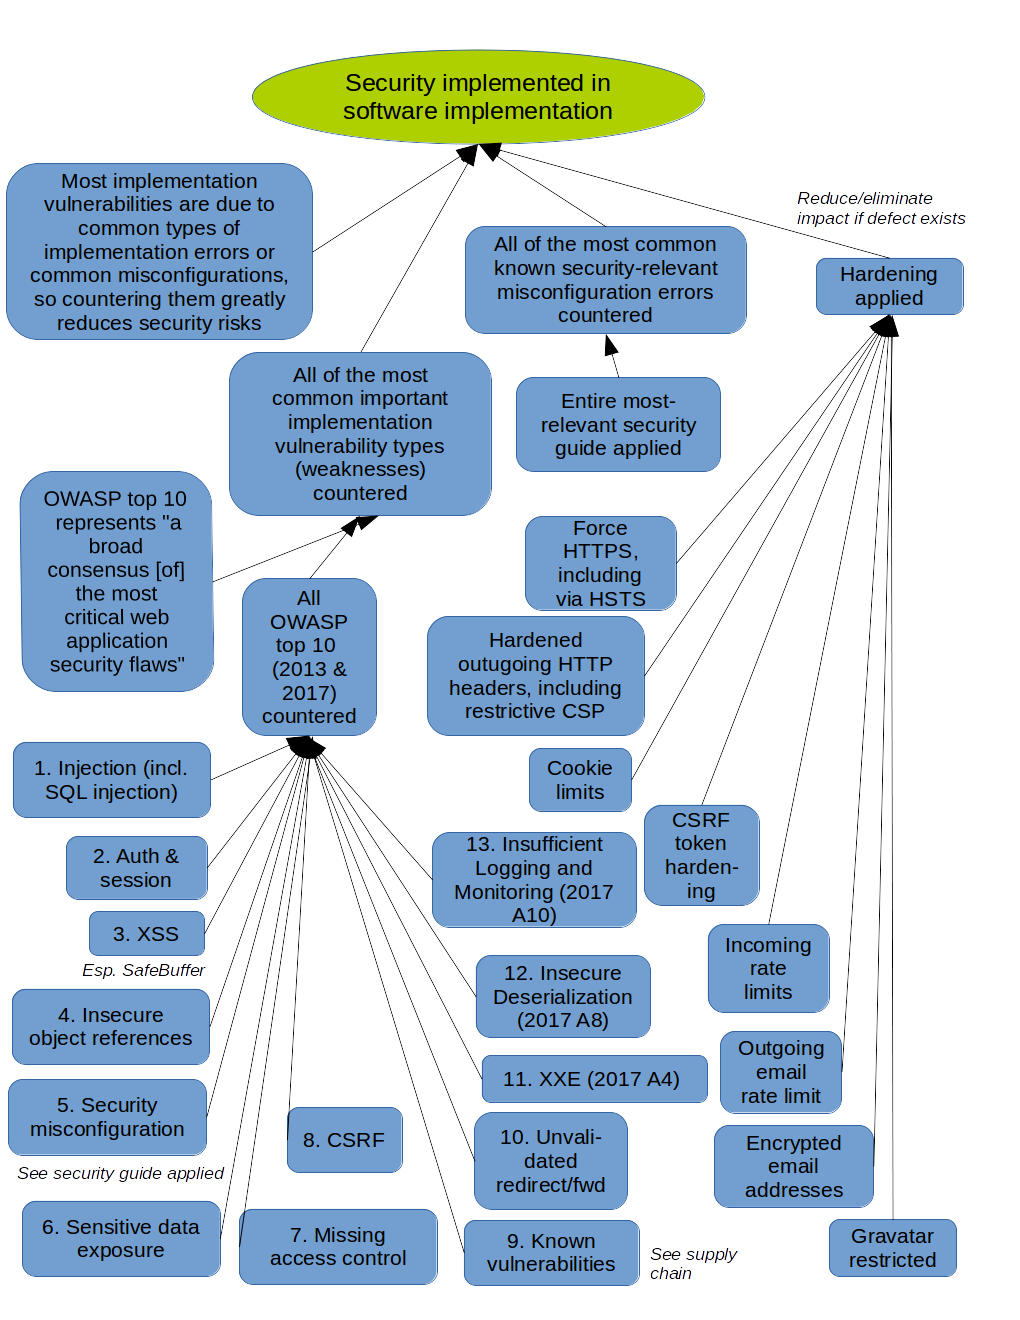 Security implemented in
software implementation
Most implementation
vulnerabilities are due to
common types of
implementation errors or
common misconfigurations,
so countering them greatly
reduces security risks
All of the most common
known security-relevant
misconfiguration errors
countered
Reduce/eliminate
impact if defect exists
Hardening
applied
All of the most
common important
implementation
vulnerability types
(weaknesses)
countered
Entire most-
relevant security
guide applied
OWASP top 10
represents "a
broad
consensus [of]
the most
critical web
application
security flaws"
All
OWASP
top 10
(2013 &
2017)
countered
Force
HTTPS,
including
via HSTS
Hardened
outugoing HTTP
headers, including
restrictive CSP
Cookie
limits
CSRF
token
harden-
ing
Incoming
rate
limits
Outgoing
email
rate limit
Encrypted
email
addresses
Gravatar
restricted
1. Injection (incl.
SQL injection)
2. Auth &
session
3. XSS
Esp. SafeBuffer
4. Insecure
object references
5. Security
misconfiguration
See security guide applied
6. Sensitive data
exposure
7. Missing
access control
8. CSRF
9. Known
vulnerabilities
See supply
chain
10. Unvali-
dated
redirect/fwd
11. XXE (2017 A4)
12. Insecure
Deserialization
(2017 A8)
13. Insufficient
Logging and
Monitoring (2017
A10)